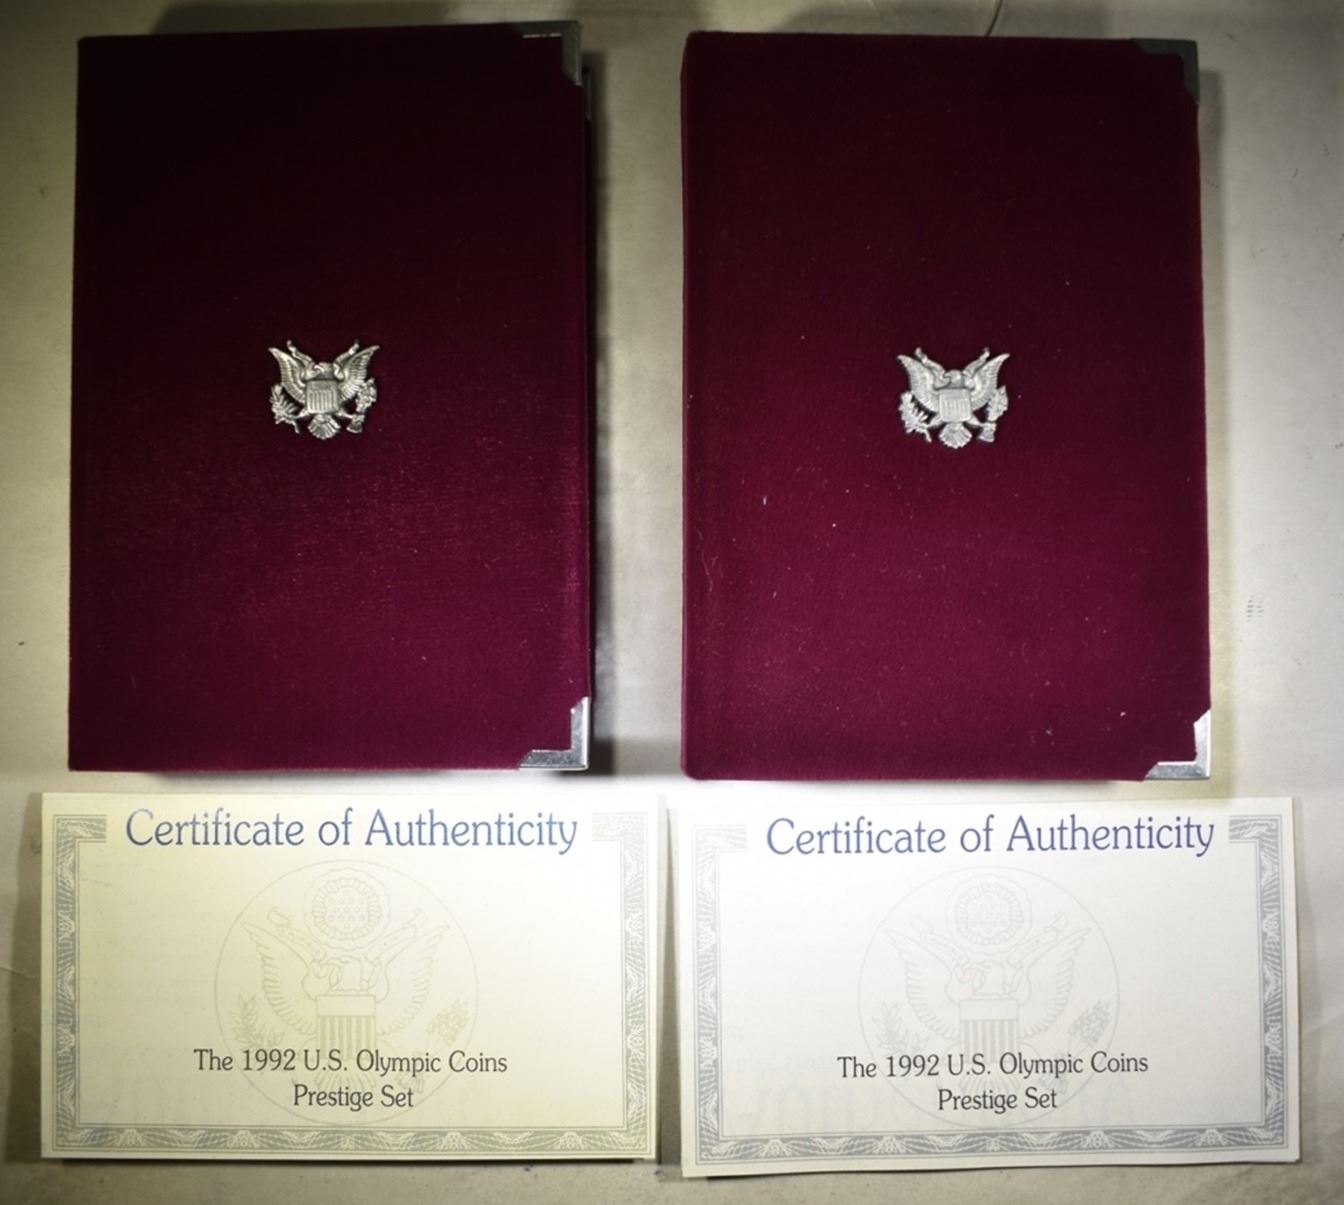 Certificate of Authenticity
The 1992 U.S. Olympic Coins
Prestige Set
Certificate of Authenticity
The 1992 U.S. Olympic Coins
Prestige Set